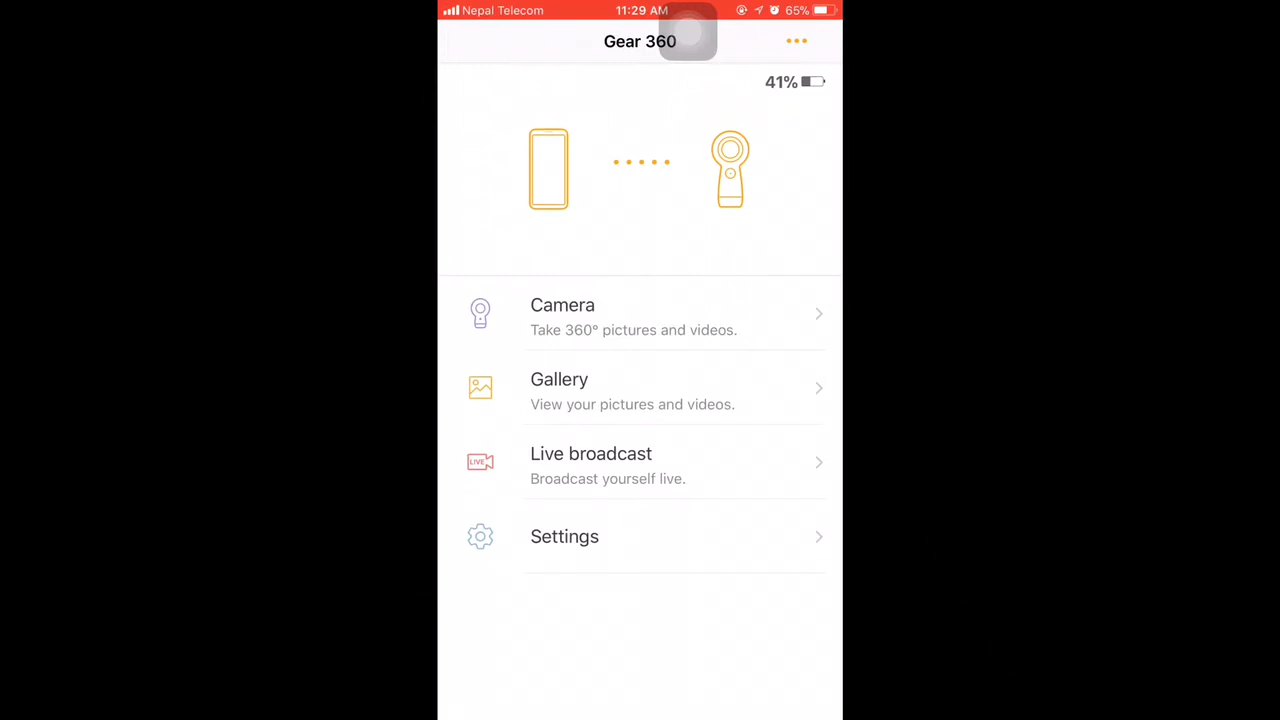 Nepal Telecom 11:29 AM 65%
Gear 360
41%
Camera
Take 360° pictures and videos.
Gallery
View your pictures and videos.
LIVE
Live broadcast
Broadcast yourself live.
Settings